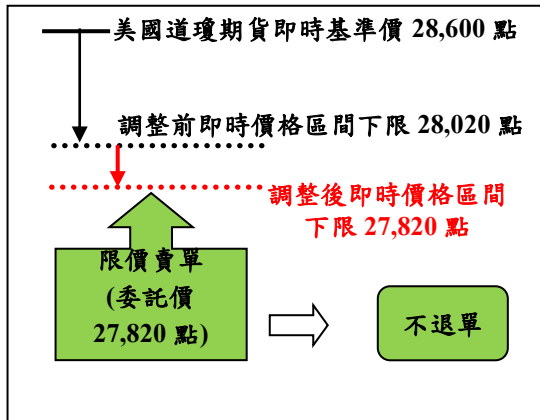 美國道瓊期貨即時基準價 28,600 點
調整前即時價格區間下限 28,020 點
調整後即時價格區間
下限 27,820 點
限價賣單
(委託價
27,820 點)
不退單